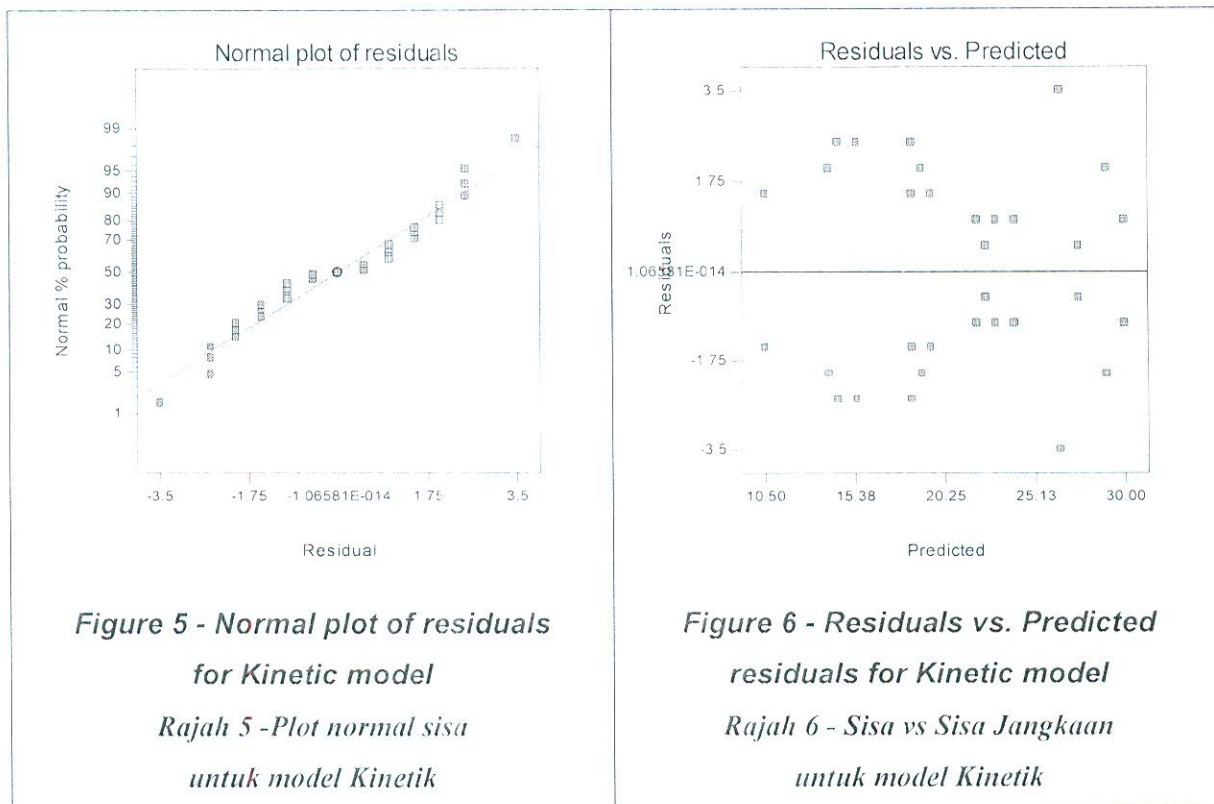 Normal plot of residuals
Normal % probability
99
95
90
80
70
50
30
20
10
5
1
-3.5
-1.75
-1.06581E-014
1.75
3.5
Residual
Figure 5 - Normal plot of residuals
for Kinetic model
Rajah 5 -Plot normal sisa
untuk model Kinetik
Residuals vs. Predicted
Residuals
3.5
1.75
1.06581E-014
-1.75
-3.5
10.50
15.38
20.25
25.13
30.00
Predicted
Figure 6 - Residuals vs. Predicted
residuals for Kinetic model
Rajah 6 - Sisa vs Sisa Jangkaan
untuk model Kinetik